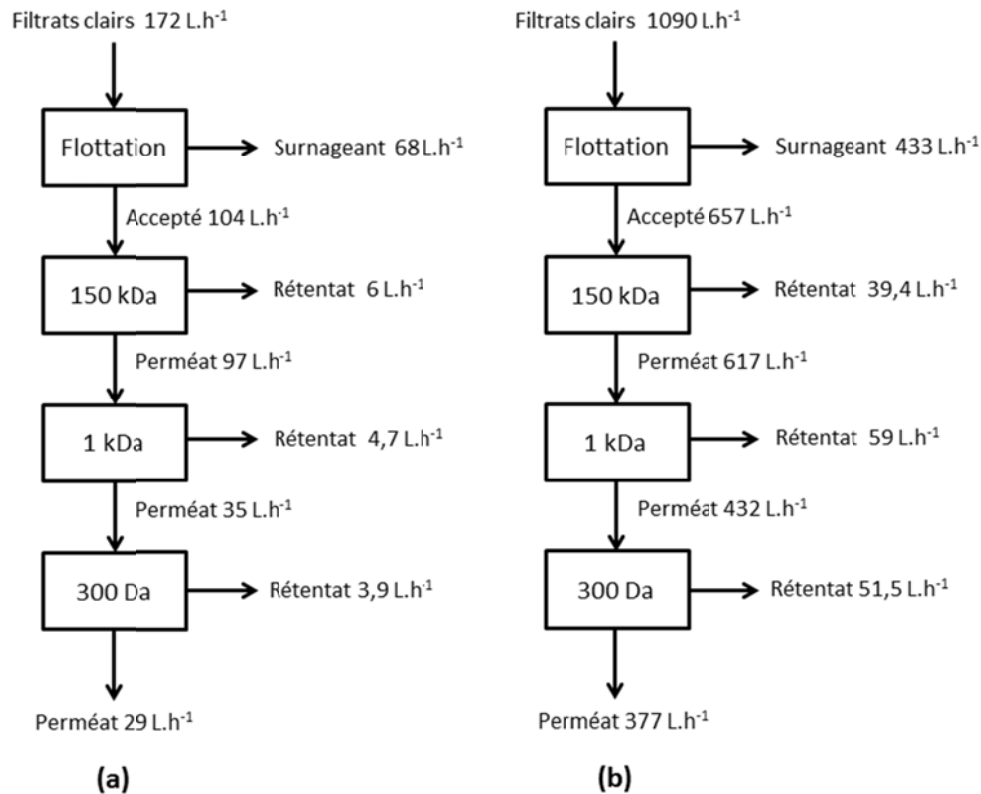 Filtrats clairs 172 L.h⁻¹
Flottation
Surnageant 68L.h⁻¹
Accepté 104 L.h⁻¹
150 kDa
Rétentat 6 L.h⁻¹
Perméat 97 L.h⁻¹
1 kDa
Rétentat 4,7 L.h⁻¹
Perméat 35 L.h⁻¹
300 Da
Rétentat 3,9 L.h⁻¹
Perméat 29 L.h⁻¹
(a)
Filtrats clairs 1090 L.h⁻¹
Flottation
Surnageant 433 L.h⁻¹
Accepté 657 L.h⁻¹
150 kDa
Rétentat 39,4 L.h⁻¹
Perméat 617 L.h⁻¹
1 kDa
Rétentat 59 L.h⁻¹
Perméat 432 L.h⁻¹
300 Da
Rétentat 51,5 L.h⁻¹
Perméat 377 L.h⁻¹
(b)